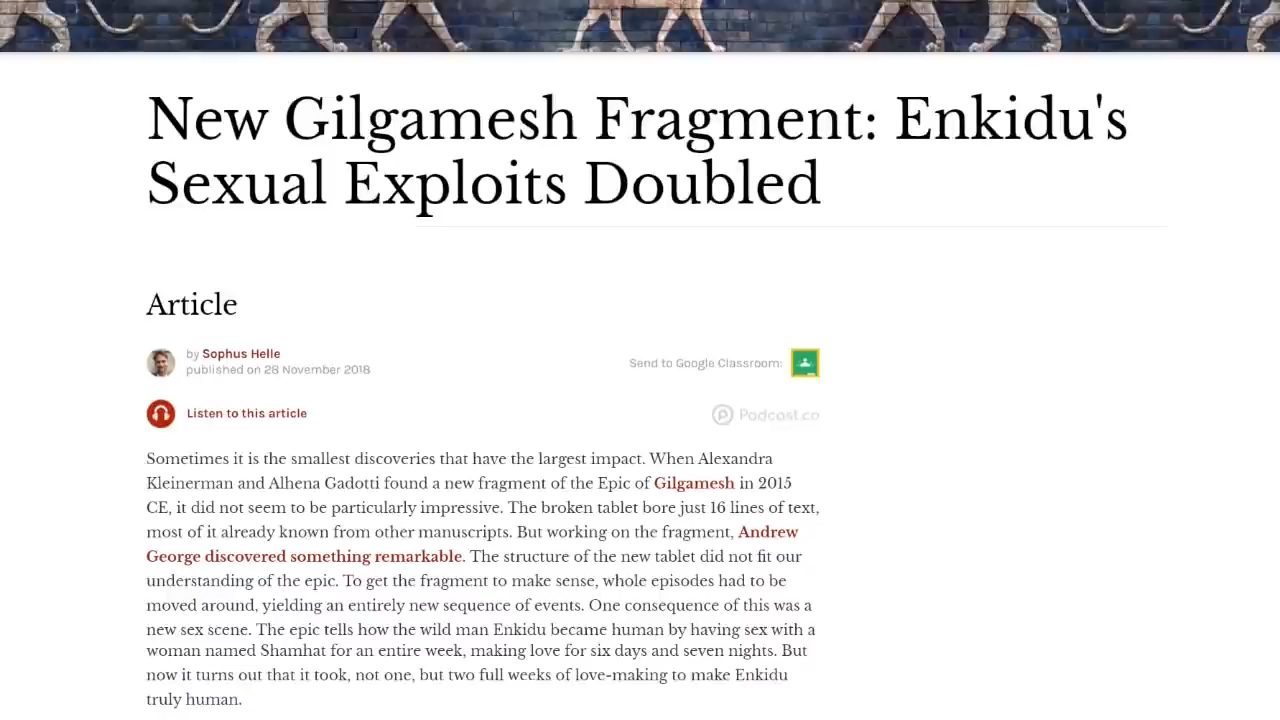 New Gilgamesh Fragment: Enkidu's
Sexual Exploits Doubled
Article
by Sophus Helle
published on 28 November 2018
Send to Google Classroom:
Listen to this article
Podcast.co
Sometimes it is the smallest discoveries that have the largest impact. When Alexandra
Kleinerman and Alhena Gadotti found a new fragment of the Epic of Gilgamesh in 2015
CE, it did not seem to be particularly impressive. The broken tablet bore just 16 lines of text,
most of it already known from other manuscripts. But working on the fragment, Andrew
George discovered something remarkable. The structure of the new tablet did not fit our
understanding of the epic. To get the fragment to make sense, whole episodes had to be
moved around, yielding an entirely new sequence of events. One consequence of this was a
new sex scene. The epic tells how the wild man Enkidu became human by having sex with a
woman named Shamhat for an entire week, making love for six days and seven nights. But
now it turns out that it took, not one, but two full weeks of love-making to make Enkidu
truly human.